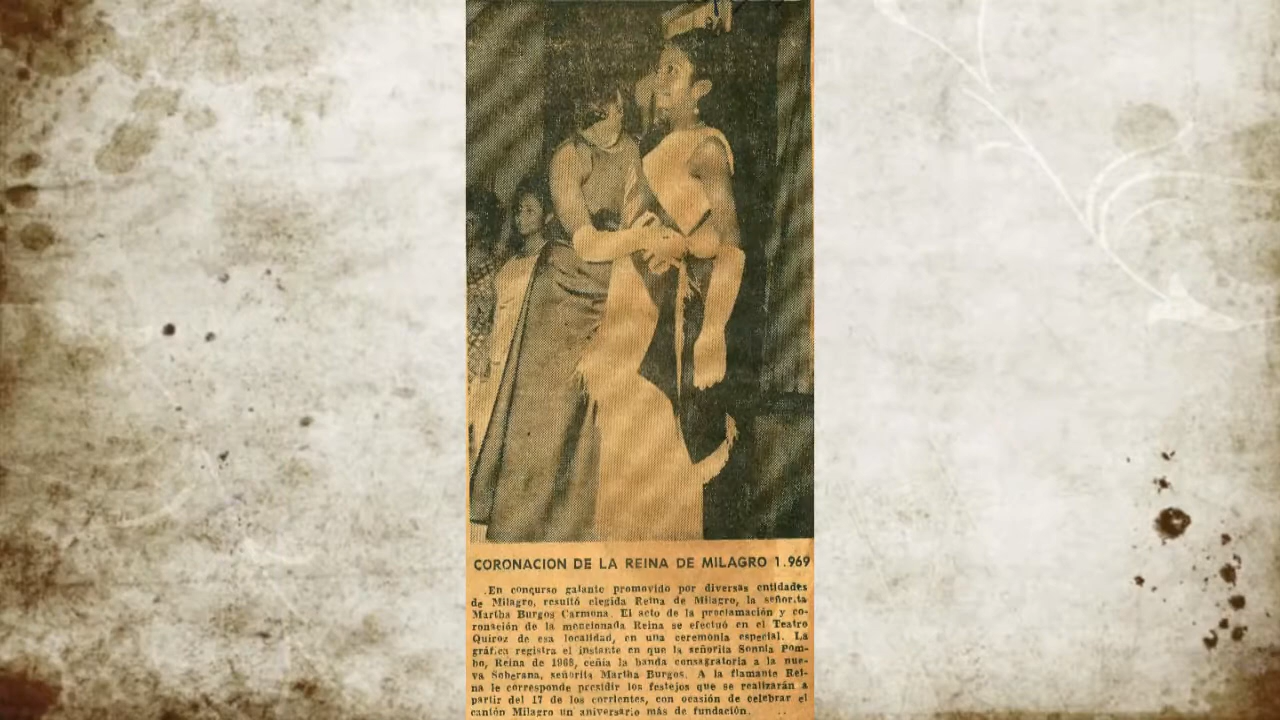 CORONACION DE LA REINA DE MILAGRO 1.969
.En concurso galante promovido por diversas entidades
de Milagro, resultó elegida Reina de Milagro, la señorita
Martha Burgos Carmona. El acto de la proclamación y co-
ronación de la mencionada Reina se efectuó en el Teatro
Quiroz de esa localidad, en una ceremonia especial. La
gráfica registra el instante en que la señorita Sonnia Pom-
bo, Reina de 1968, ceñía la banda consagratoria a la nue-
va Soberana, señorita Martha Burgos. A la flamante Rei-
na le corresponde presidir los festejos que se realizarán a
partir del 17 de los corrientes, con ocasión de celebrar el
cantón Milagro un aniversario más de fundación.